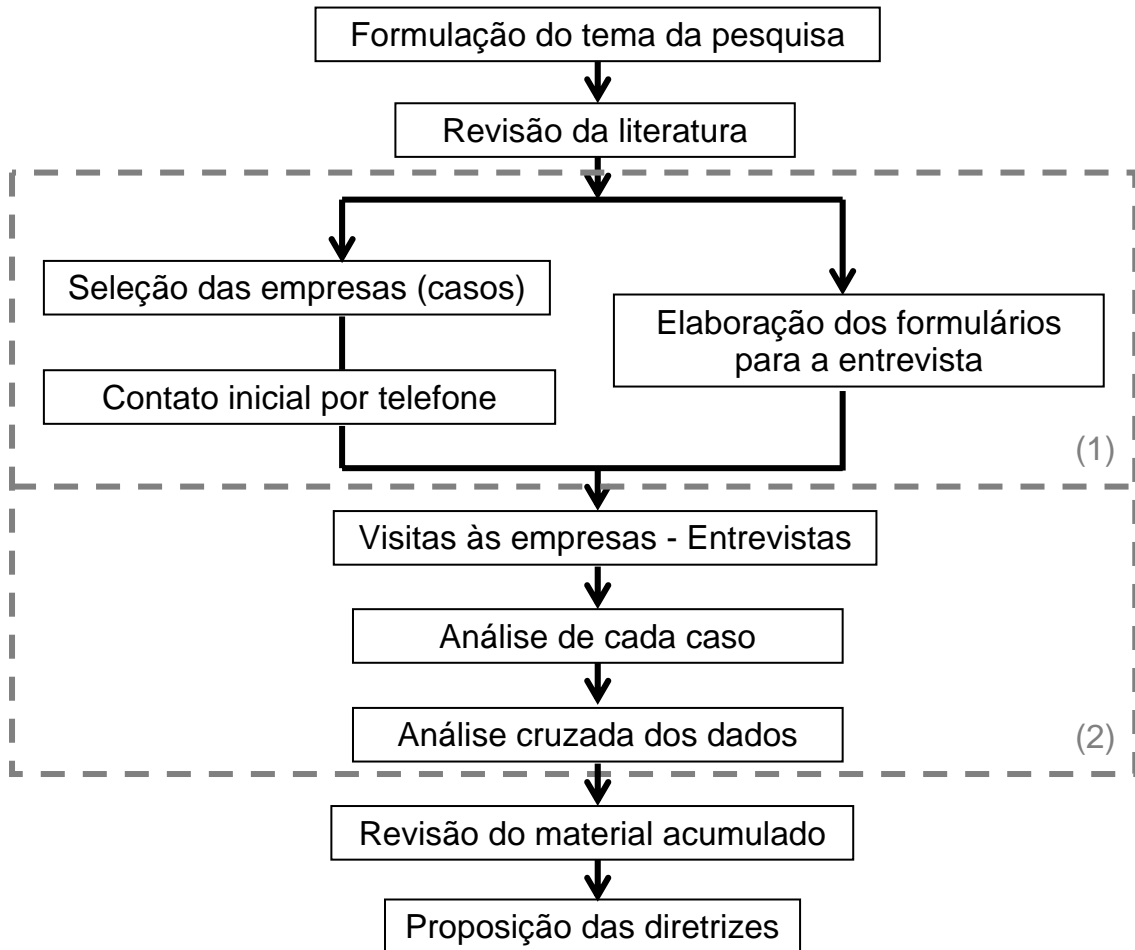 Formulação do tema da pesquisa
Revisão da literatura
Seleção das empresas (casos)
Elaboração dos formulários
para a entrevista
Contato inicial por telefone
(1)
Visitas às empresas - Entrevistas
Análise de cada caso
Análise cruzada dos dados
(2)
Revisão do material acumulado
Proposição das diretrizes